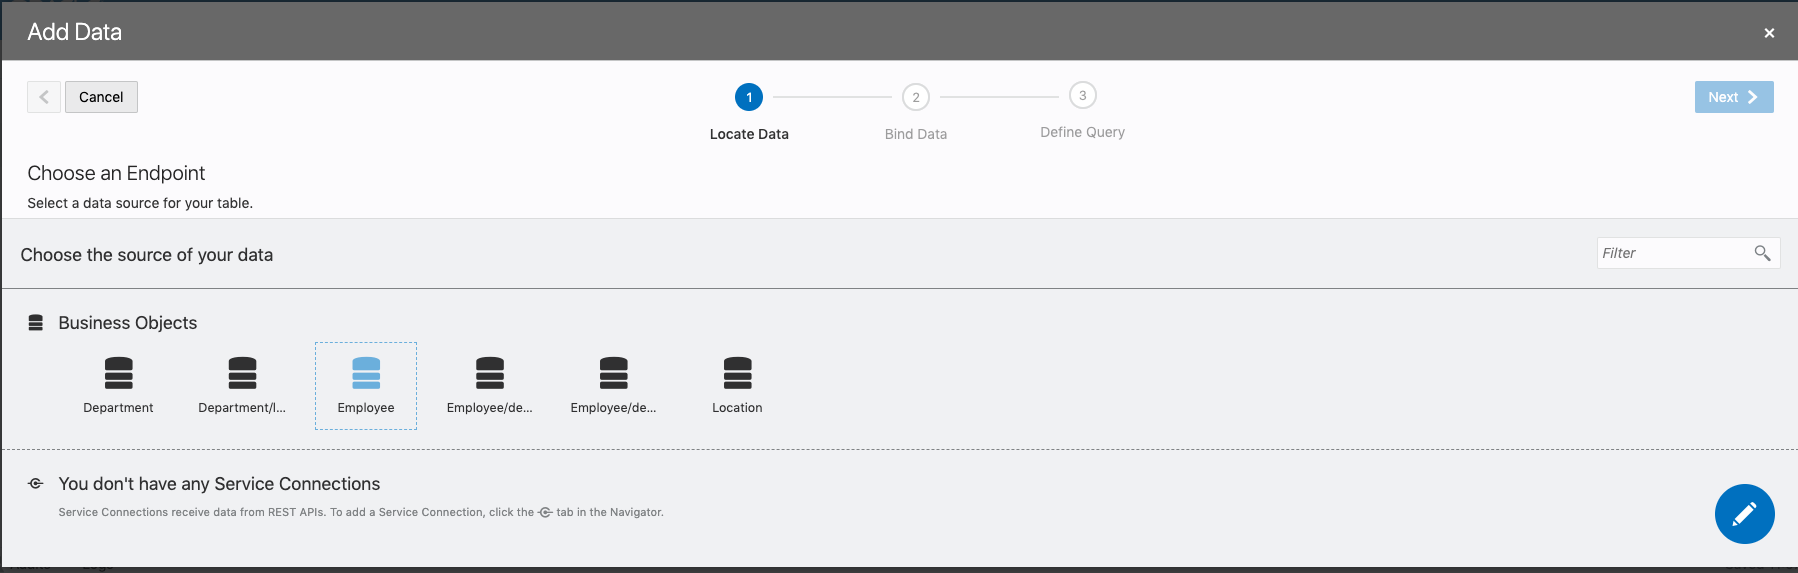 Add Data
Cancel
1
2
3
Next
Locate Data
Bind Data
Define Query
Choose an Endpoint
Select a data source for your table.
Choose the source of your data
Filter
Business Objects
Department
Department/l...
Employee
Employee/de...
Employee/de...
Location
You don't have any Service Connections
Service Connections receive data from REST APIs. To add a Service Connection, click the tab in the Navigator.